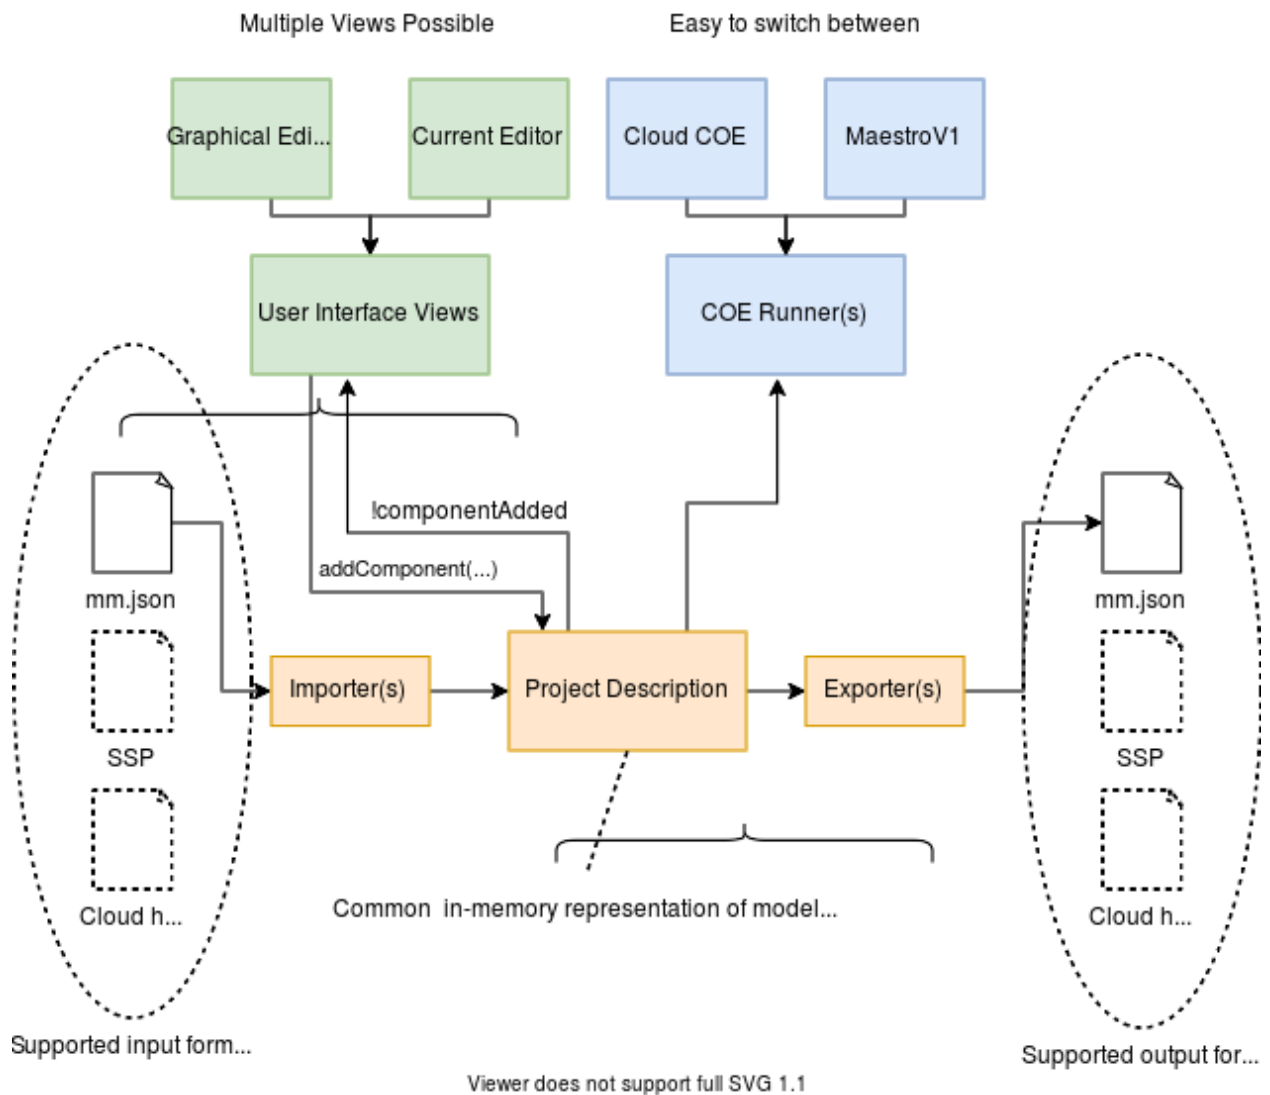 Multiple Views Possible
Easy to switch between
Graphical Edi...
Current Editor
Cloud COE
MaestroV1
User Interface Views
COE Runner(s)
!componentAdded
addComponent(...)
mm.json
mm.json
Importer(s)
Project Description
Exporter(s)
SSP
SSP
Cloud h...
Common in-memory representation of model...
Cloud h...
Supported input form...
Supported output for...
Viewer does not support full SVG 1.1